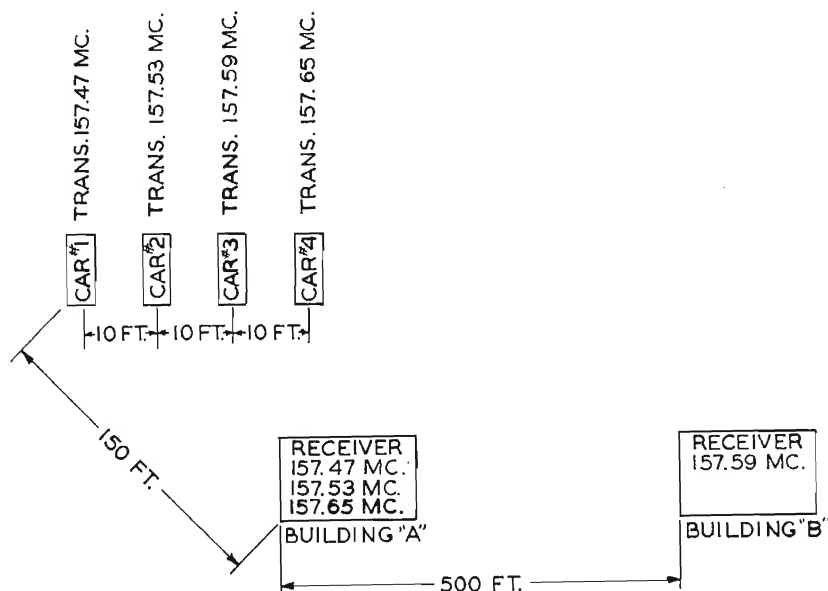 TRANS. 157.47 MC.
TRANS. 157.53 MC.
TRANS. 157.59 MC.
TRANS. 157.65 MC.
CAR #1
CAR #2
CAR #3
CAR #4
10 FT.
10 FT.
10 FT.
150 FT.
RECEIVER
157.47 MC.
157.53 MC.
157.65 MC.
BUILDING "A"
RECEIVER
157.59 MC.
BUILDING "B"
500 FT.